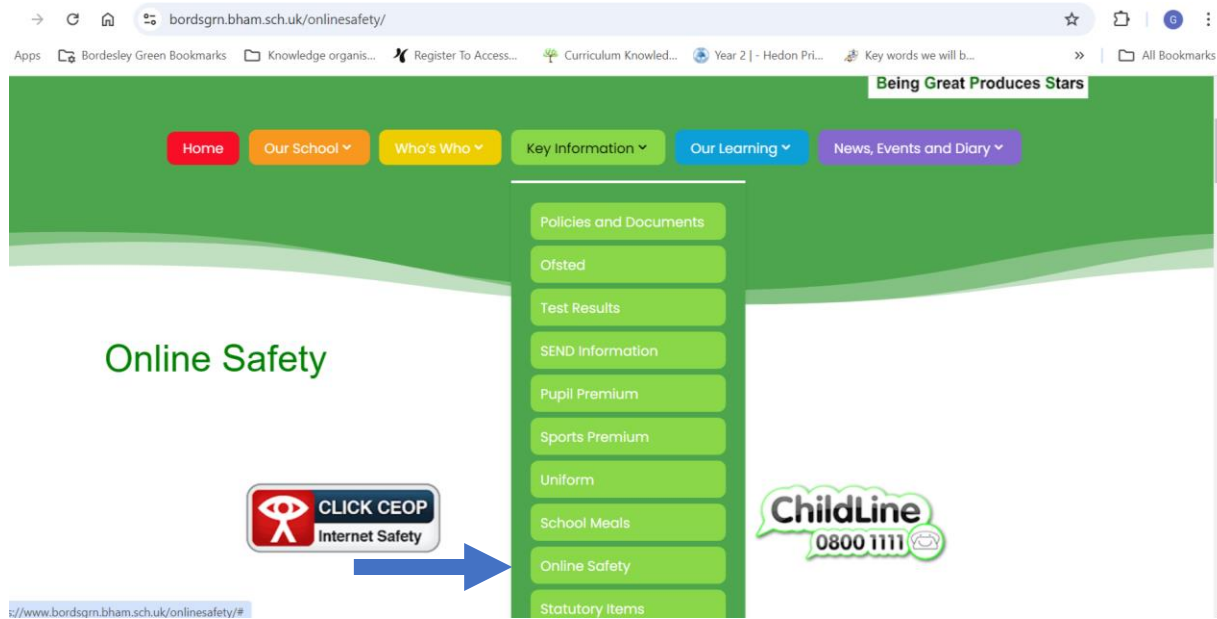 bordsgrn.bham.sch.uk/onlinesafety/
G
Apps Bordesley Green Bookmarks Knowledge organis... Register To Access... Curriculum Knowled... Year 2 | - Hedon Pri... Key words we will b... » All Bookmarks
Being Great Produces Stars
Home Our School Who's Who Key Information Our Learning News, Events and Diary
Policies and Documents
Ofsted
Test Results
SEND Information
Pupil Premium
Sports Premium
Uniform
School Meals
Online Safety
Statutory Items
Online Safety
CLICK CEOP
Internet Safety
ChildLine
0800 1111
s://www.bordsgrn.bham.sch.uk/onlinesafety/#